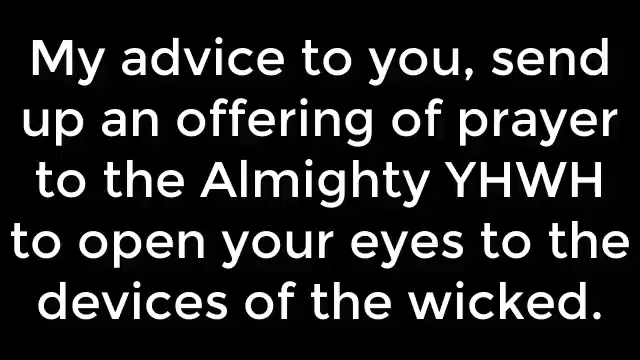 My advice to you, send
up an offering of prayer
to the Almighty YHWH
to open your eyes to the
devices of the wicked.